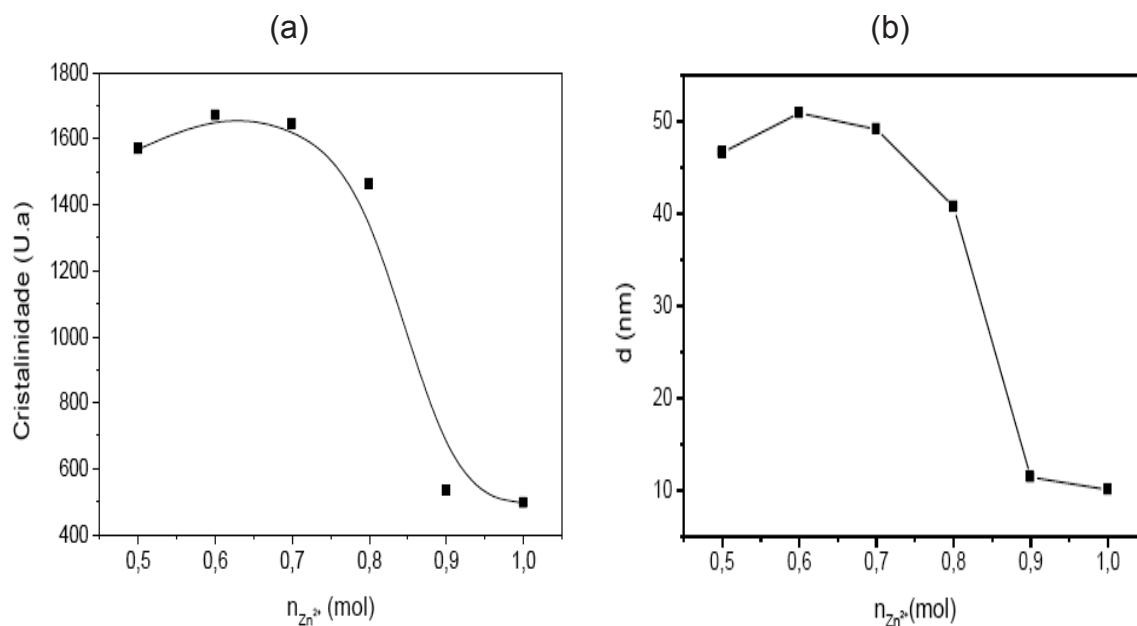 (a)
(b)
Cristalinidade (U.a)
1800
1600
1400
1200
1000
800
600
400
0,5 0,6 0,7 0,8 0,9 1,0
n_Zn²⁺ (mol)
d (nm)
50
40
30
20
10
0,5 0,6 0,7 0,8 0,9 1,0
n_Zn²⁺(mol)